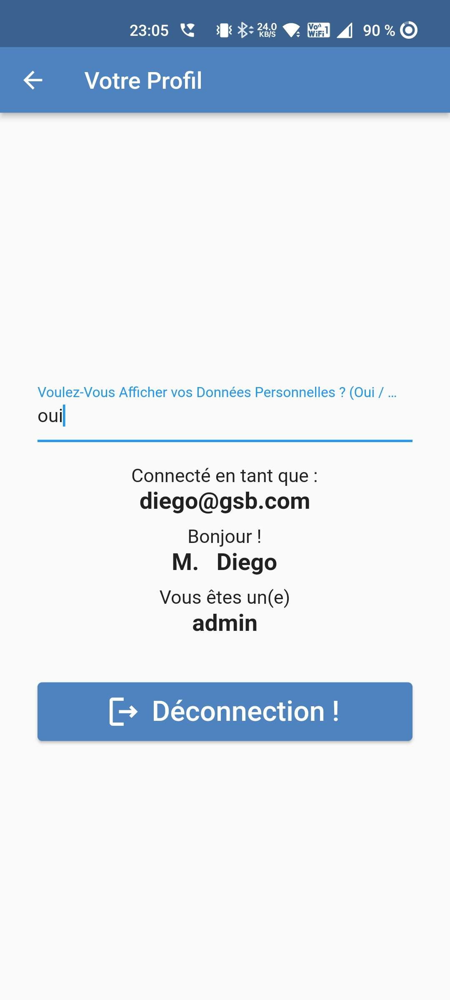 23:05 24.0 KB/S Vo WiFi 1 90 %
Votre Profil
Voulez-Vous Afficher vos Données Personnelles ? (Oui / ...
oui
Connecté en tant que :
diego@gsb.com
Bonjour !
M. Diego
Vous êtes un(e)
admin
Déconnection !